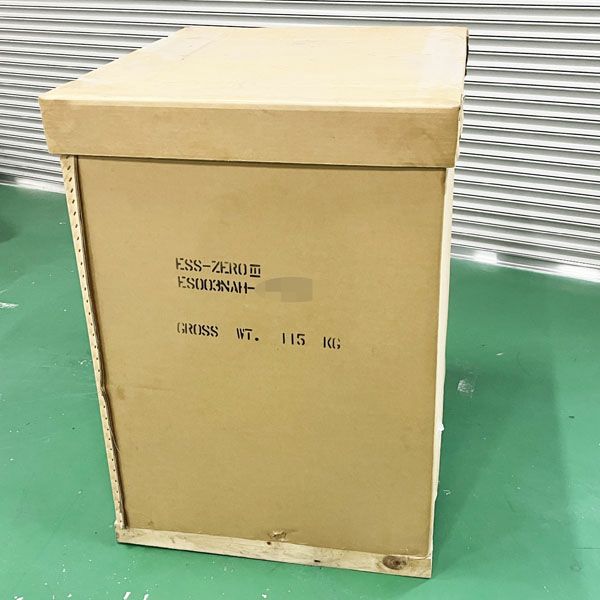 ESS-ZEROⅢ
ES003NAH-
GROSS WT. 115 KG